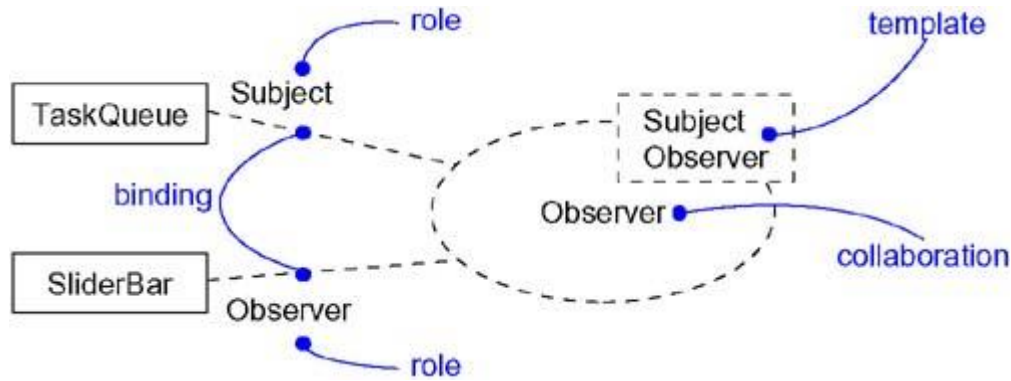 role
template
Subject
TaskQueue
Subject
Observer
binding
Observer
collaboration
SliderBar
Observer
role